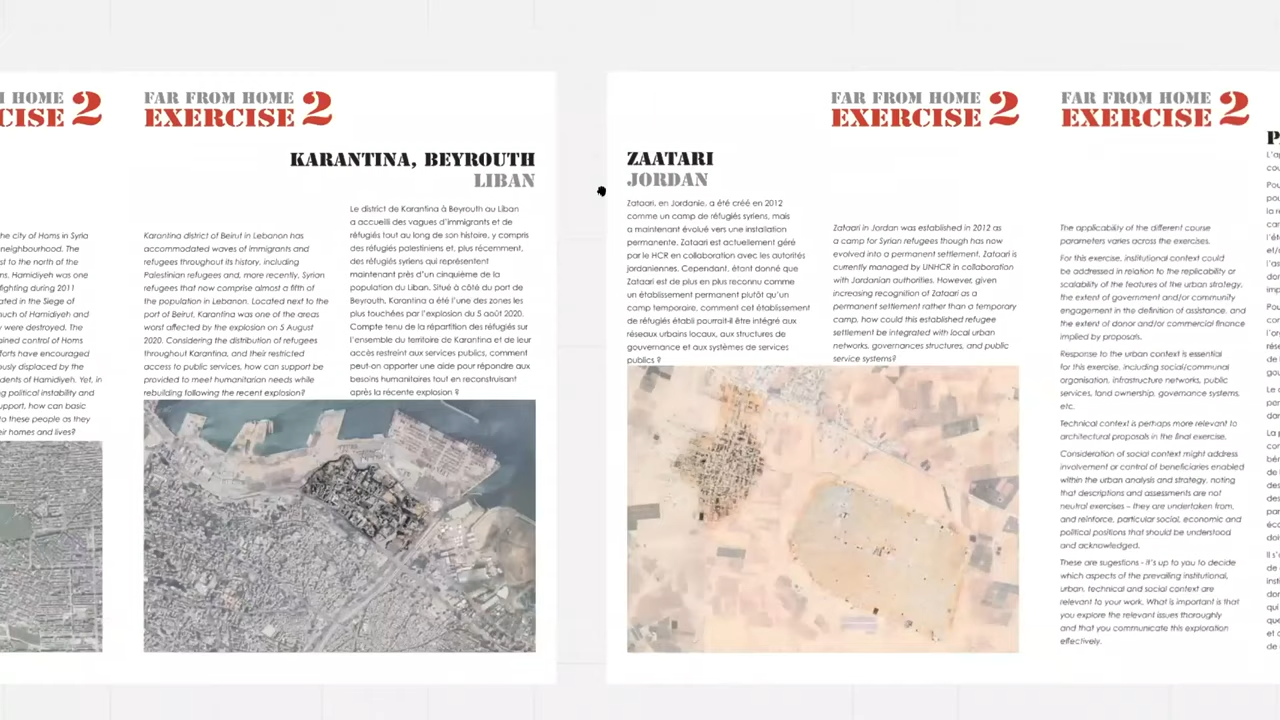 HOME
CISE 2
he city of Homs in Syria
neighbourhood. The
st to the north of the
ns, Hamidiyeh was one
fighting during 2011
ated in the Siege of
much of Hamidiyeh and
y were destroyed. The
ained control of Homs
forts have encouraged
ously displaced by the
dents of Hamidiyeh. Yet, in
ng political instability and
support, how can basic
to these people as they
eir homes and lives?
FAR FROM HOME
EXERCISE 2
KARANTINA, BEYROUTH
LIBAN
Karantina district of Beirut in Lebanon has
accommodated waves of immigrants and
refugees throughout its history, including
Palestinian refugees and, more recently, Syrian
refugees that now comprise almost a fifth of
the population in Lebanon. Located next to the
port of Beirut, Karantina was one of the areas
worst affected by the explosion on 5 August
2020. Considering the distribution of refugees
throughout Karantina, and their restricted
access to public services, how can support be
provided to meet humanitarian needs while
rebuilding following the recent explosion?
Le district de Karantina à Beyrouth au Liban
a accueilli des vagues d'immigrants et de
réfugiés tout au long de son histoire, y compris
des réfugiés palestiniens et, plus récemment,
des réfugiés syriens qui représentent
maintenant près d'un cinquième de la
population du Liban. Situé à côté du port de
Beyrouth, Karantina a été l'une des zones les
plus touchées par l'explosion du 5 août 2020.
Compte tenu de la répartition des réfugiés sur
l'ensemble du territoire de Karantina et de leur
accès restreint aux services publics, comment
peut-on apporter une aide pour répondre aux
besoins humanitaires tout en reconstruisant
après la récente explosion ?
FAR FROM HOME
EXERCISE 2
ZAATARI
JORDAN
Zataari, en Jordanie, a été créé en 2012
comme un camp de réfugiés syriens, mais
a maintenant évolué vers une installation
permanente. Zataari est actuellement géré
par le HCR en collaboration avec les autorités
jordaniennes. Cependant, étant donné que
Zataari est de plus en plus reconnu comme
un établissement permanent plutôt qu'un
camp temporaire, comment cet établissement
de réfugiés établi pourrait-il être intégré aux
réseaux urbains locaux, aux structures de
gouvernance et aux systèmes de services
publics ?
Zaatari in Jordan was established in 2012 as
a camp for Syrian refugees though has now
evolved into a permanent settlement. Zatari is
currently managed by UNHCR in collaboration
with Jordanian authorities. However, given
increasing recognition of Zatari as a
permanent settlement rather than a temporary
camp, how could this established refugee
settlement be integrated with local urban
networks, governances structures, and public
service systems?
FAR FROM HOME
EXERCISE 2
The applicability of the different course
parameters varies across the exercises.
For this exercise, institutional context could
be addressed in relation to the replicability or
scalability of the features of the urban strategy,
the extent of government and/or community
engagement in the definition of assistance, and
the extent of donor and/or commercial finance
implied by proposals.
Response to the urban context is essential
for this exercise, including social/communal
organisation, infrastructure networks, public
services, land ownership, governance systems,
etc.
Technical context is perhaps more relevant to
architectural proposals in the final exercise.
Consideration of social context might address
involvement or control of beneficiaries enabled
within the urban analysis and strategy, noting
that descriptions and assessments are not
neutral exercises – they are undertaken from,
and reinforce, particular social, economic and
political positions that should be understood
and acknowledged.
These are sugestions - it's up to you to decide
which aspects of the prevailing institutional,
urban, technical and social context are
relevant to your work. What is important is that
you explore the relevant issues thoroughly
and that you communicate this exploration
effectively.